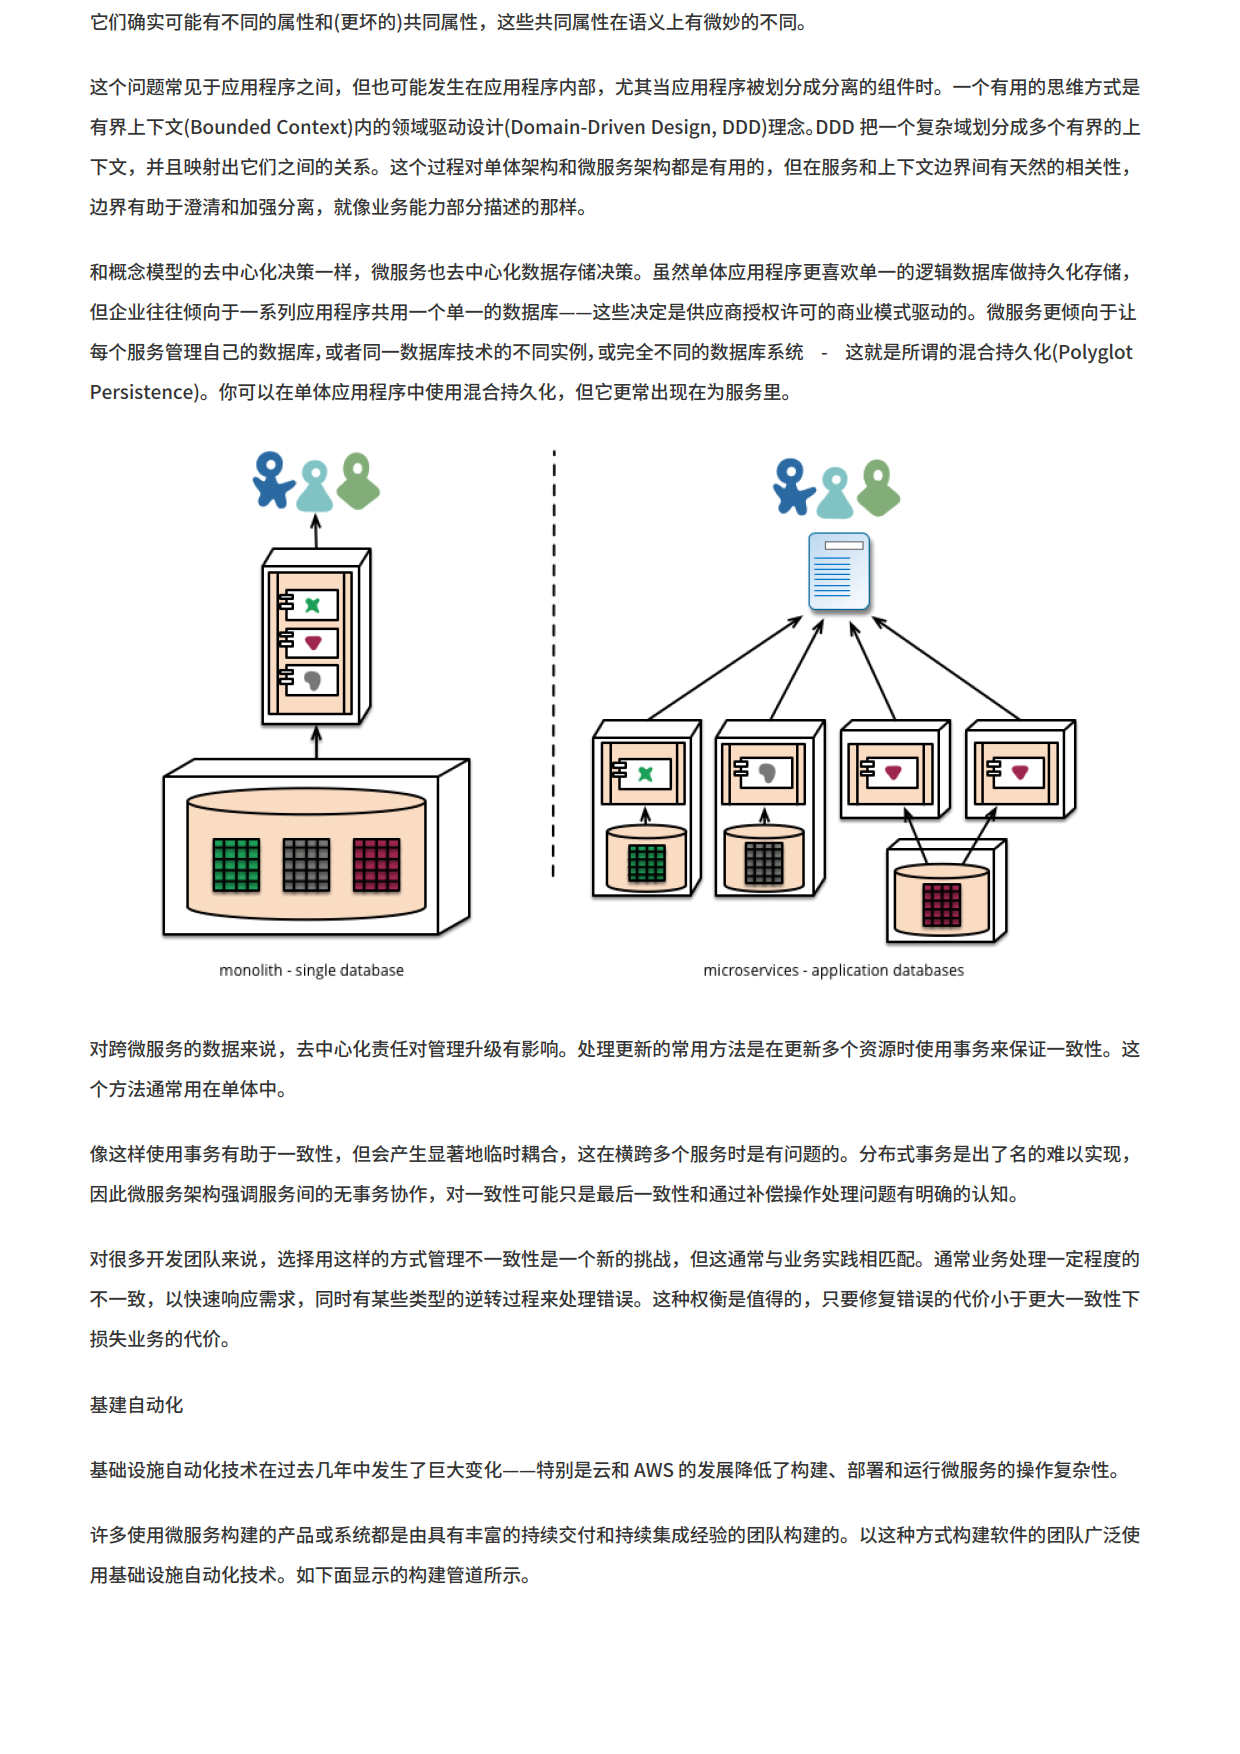 它们确实可能有不同的属性和(更坏的)共同属性，这些共同属性在语义上有微妙的不同。
这个问题常见于应用程序之间，但也可能发生在应用程序内部，尤其当应用程序被划分成分离的组件时。一个有用的思维方式是
有界上下文(Bounded Context)内的领域驱动设计(Domain-Driven Design, DDD)理念。DDD 把一个复杂域划分成多个有界的上
下文，并且映射出它们之间的关系。这个过程对单体架构和微服务架构都是有用的，但在服务和上下文边界间有天然的相关性，
边界有助于澄清和加强分离，就像业务能力部分描述的那样。
和概念模型的去中心化决策一样，微服务也去中心化数据存储决策。虽然单体应用程序更喜欢单一的逻辑数据库做持久化存储，
但企业往往倾向于一系列应用程序共用一个单一的数据库——这些决定是供应商授权许可的商业模式驱动的。微服务更倾向于让
每个服务管理自己的数据库，或者同一数据库技术的不同实例，或完全不同的数据库系统 - 这就是所谓的混合持久化(Polyglot
Persistence)。你可以在单体应用程序中使用混合持久化，但它更常出现在为服务里。
monolith - single database
microservices - application databases
对跨微服务的数据来说，去中心化责任对管理升级有影响。处理更新的常用方法是在更新多个资源时使用事务来保证一致性。这
个方法通常用在单体中。
像这样使用事务有助于一致性，但会产生显著地临时耦合，这在横跨多个服务时是有问题的。分布式事务是出了名的难以实现，
因此微服务架构强调服务间的无事务协作，对一致性可能只是最后一致性和通过补偿操作处理问题有明确的认知。
对很多开发团队来说，选择用这样的方式管理不一致性是一个新的挑战，但这通常与业务实践相匹配。通常业务处理一定程度的
不一致，以快速响应需求，同时有某些类型的逆转过程来处理错误。这种权衡是值得的，只要修复错误的代价小于更大一致性下
损失业务的代价。
基建自动化
基础设施自动化技术在过去几年中发生了巨大变化——特别是云和 AWS 的发展降低了构建、部署和运行微服务的操作复杂性。
许多使用微服务构建的产品或系统都是由具有丰富的持续交付和持续集成经验的团队构建的。以这种方式构建软件的团队广泛使
用基础设施自动化技术。如下面显示的构建管道所示。